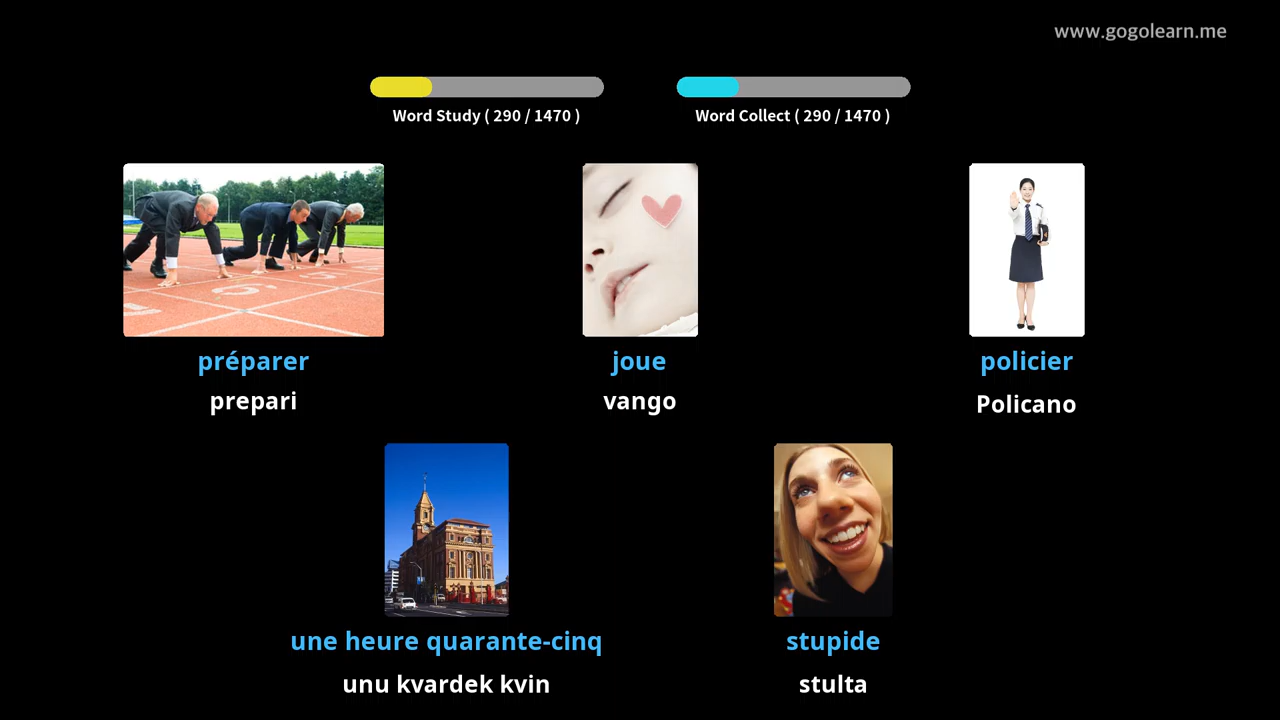 www.gogolearn.me
Word Study ( 290 / 1470 )
Word Collect ( 290 / 1470 )
préparer
prepari
joue
vango
policier
Policano
une heure quarante-cinq
unu kvardek kvin
stupide
stulta